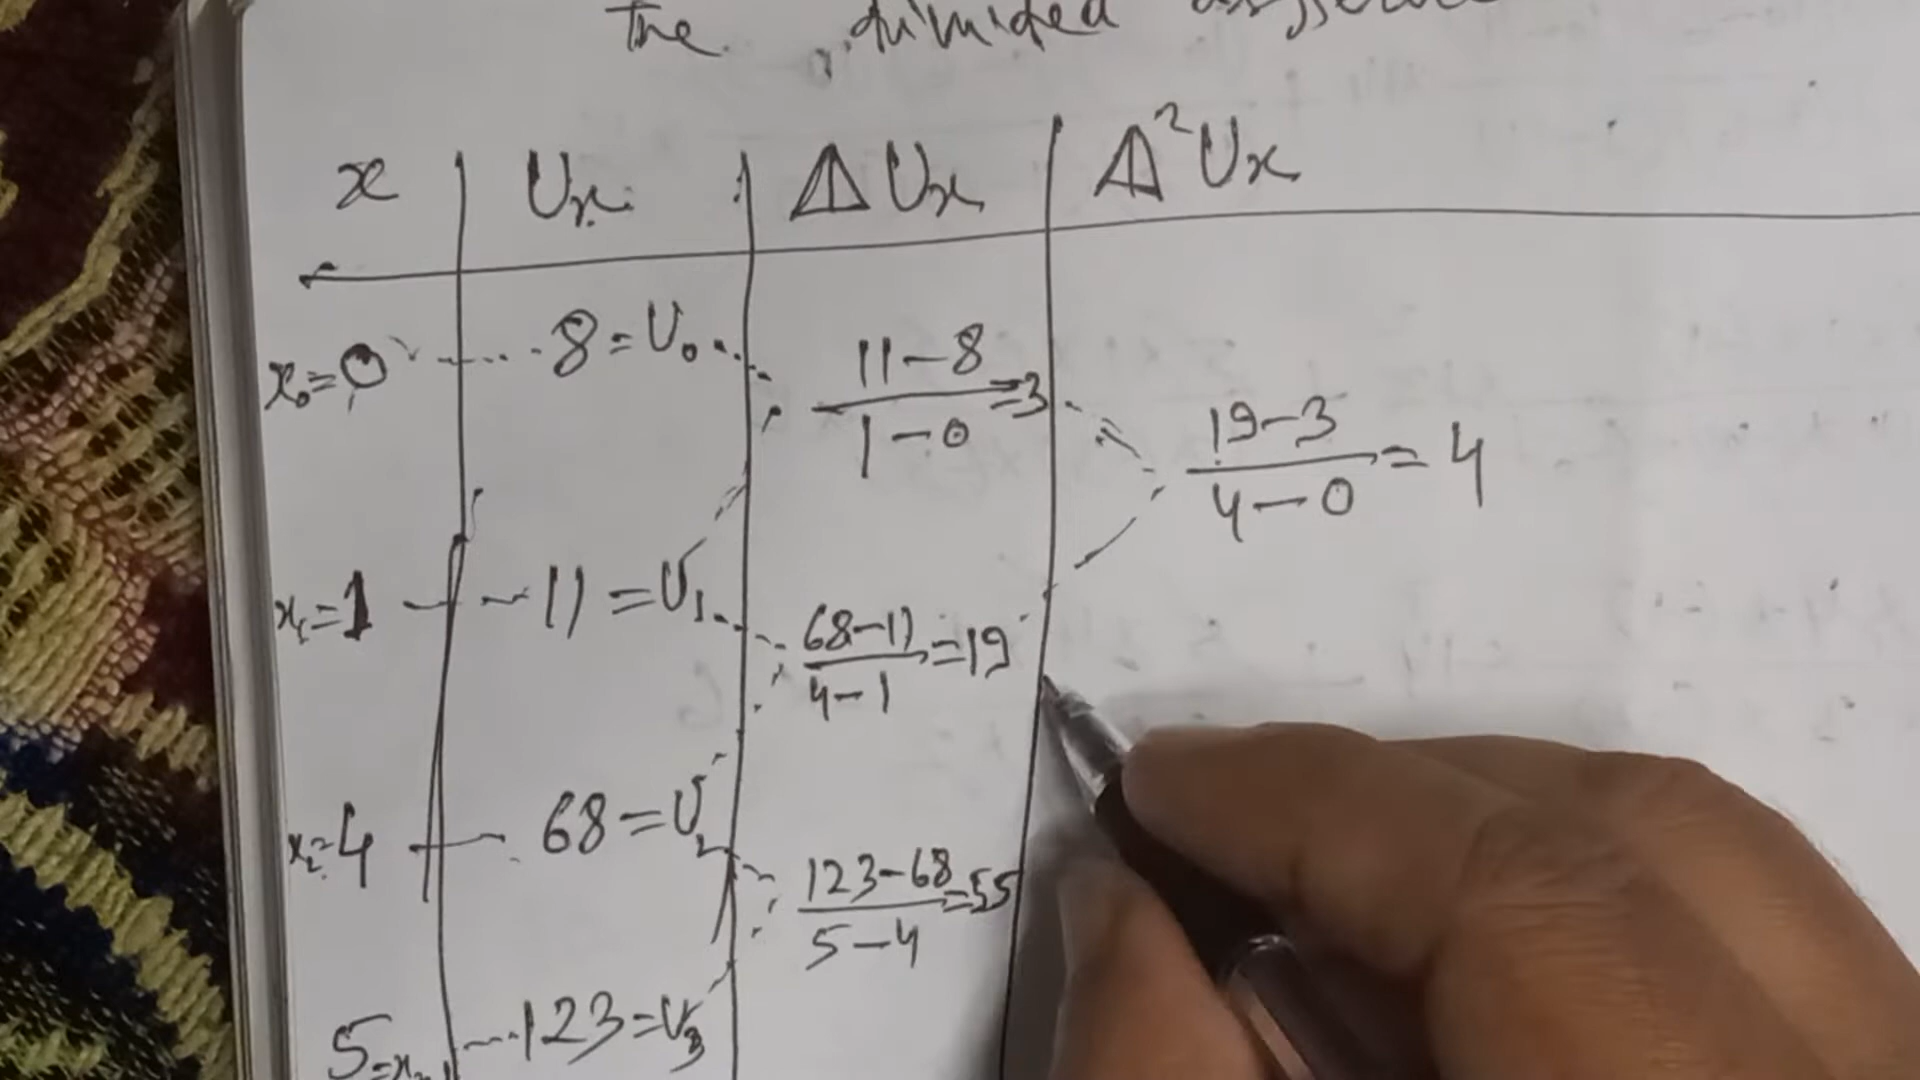 The divided
x Ux ⧋Ux ⧋²Ux
x₀=0 8=U₀ 11-8/1-0=3
19-3/4-0=4
x₁=1 11=U₁ 68-11/4-1=19
x₂=4 68=U₂ 123-68/5-4=55
5=x 123=U₃